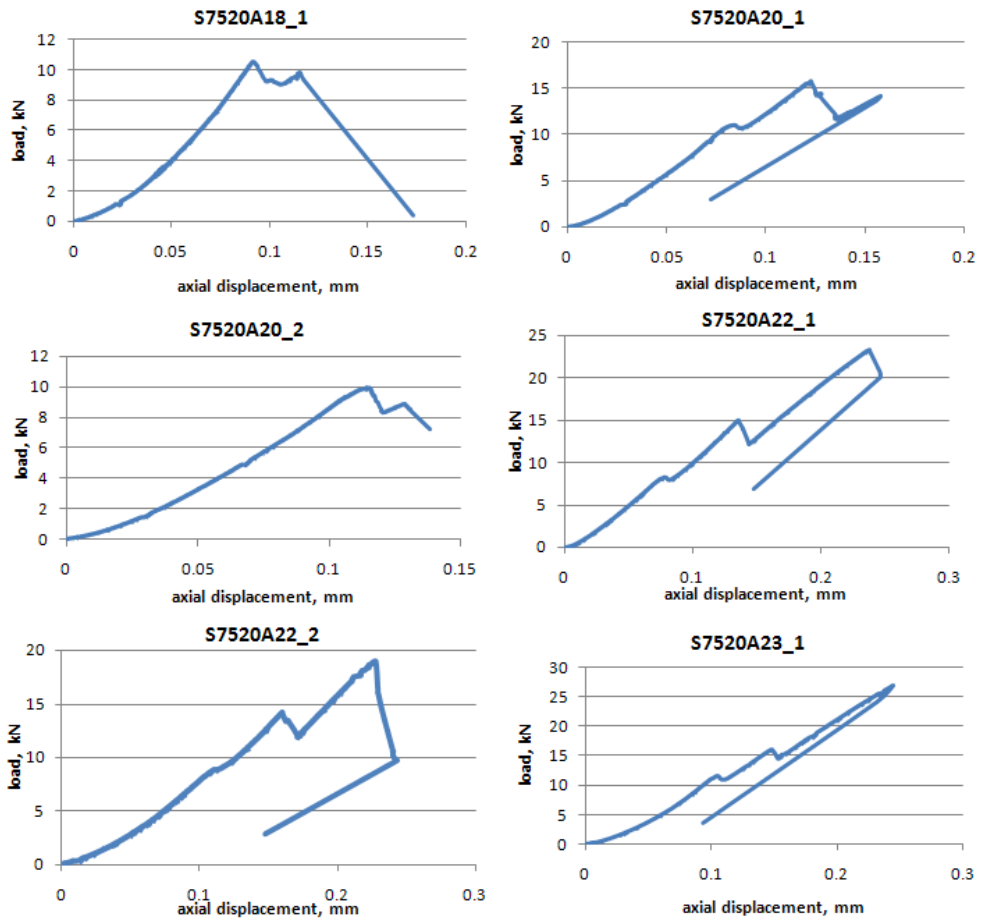 S7520A18_1
load, kN
12
10
8
6
4
2
0
0 0.05 0.1 0.15 0.2
axial displacement, mm
S7520A20_1
load, kN
20
15
10
5
0
0 0.05 0.1 0.15 0.2
axial displacement, mm
S7520A20_2
load, kN
12
10
8
6
4
2
0
0 0.05 0.1 0.15
axial displacement, mm
S7520A22_1
load, kN
25
20
15
10
5
0
0 0.1 0.2 0.3
axial displacement, mm
S7520A22_2
load, kN
20
15
10
5
0
0 0.1 0.2 0.3
axial displacement, mm
S7520A23_1
load, kN
30
25
20
15
10
5
0
0 0.1 0.2 0.3
axial displacement, mm